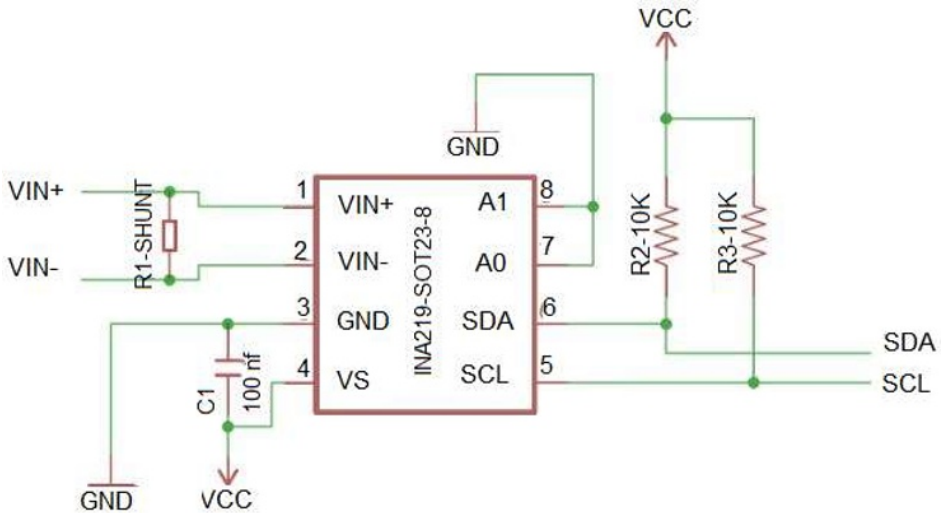 VCC
GND
VIN+
VIN-
R1-SHUNT
1
2
3
4
VIN+
VIN-
GND
VS
INA219-SOT23-8
A1
A0
SDA
SCL
8
7
6
5
R2-10K
R3-10K
SDA
SCL
C1
100 nf
GND
VCC